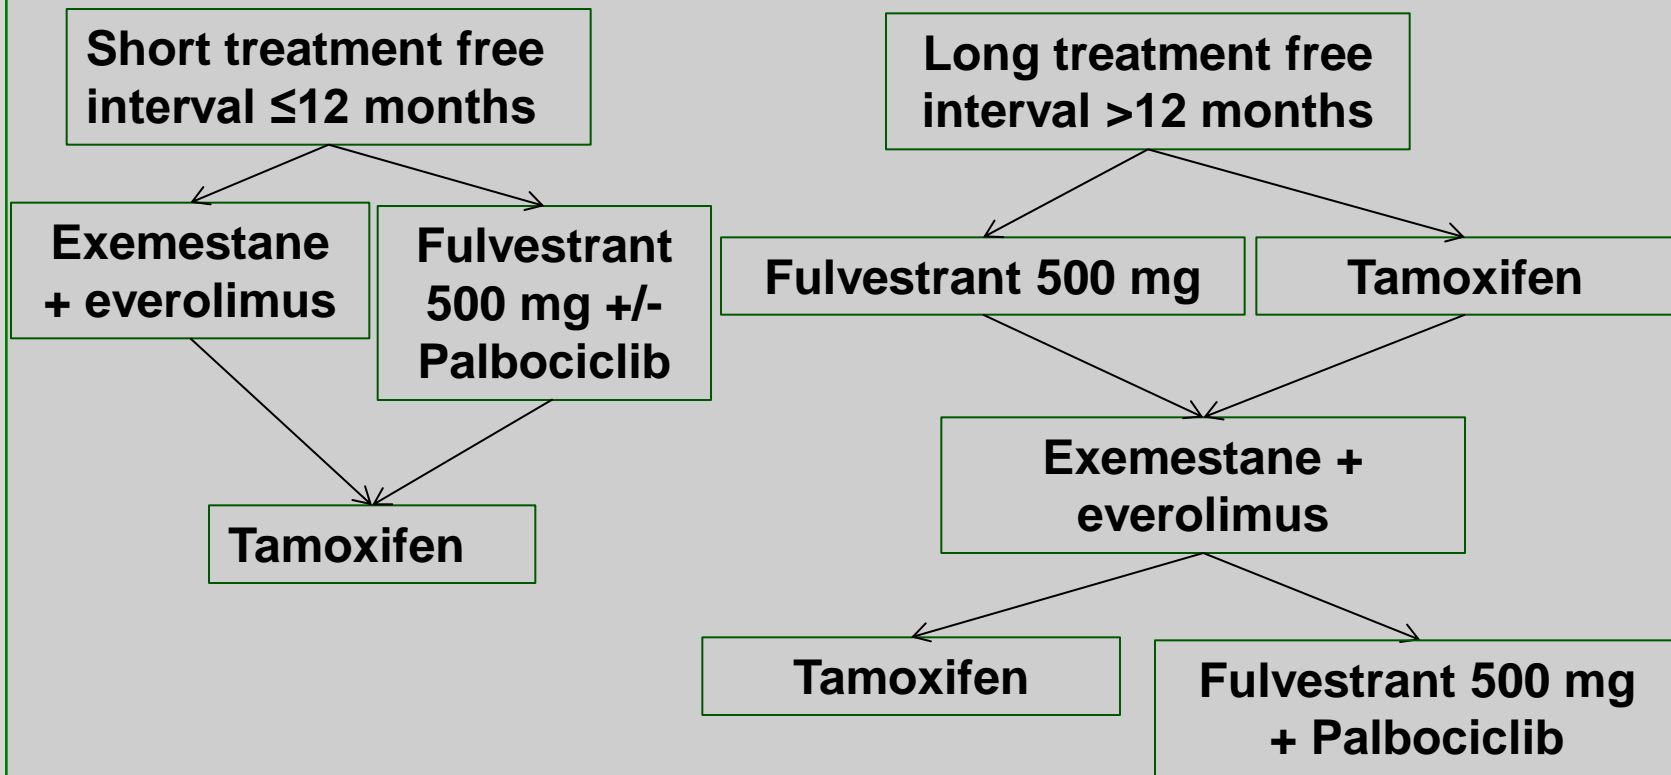 Short treatment free
interval ≤12 months
Long treatment free
interval >12 months
Exemestane
+ everolimus
Fulvestrant
500 mg +/-
Palbociclib
Fulvestrant 500 mg
Tamoxifen
Exemestane +
everolimus
Tamoxifen
Tamoxifen
Fulvestrant 500 mg
+ Palbociclib